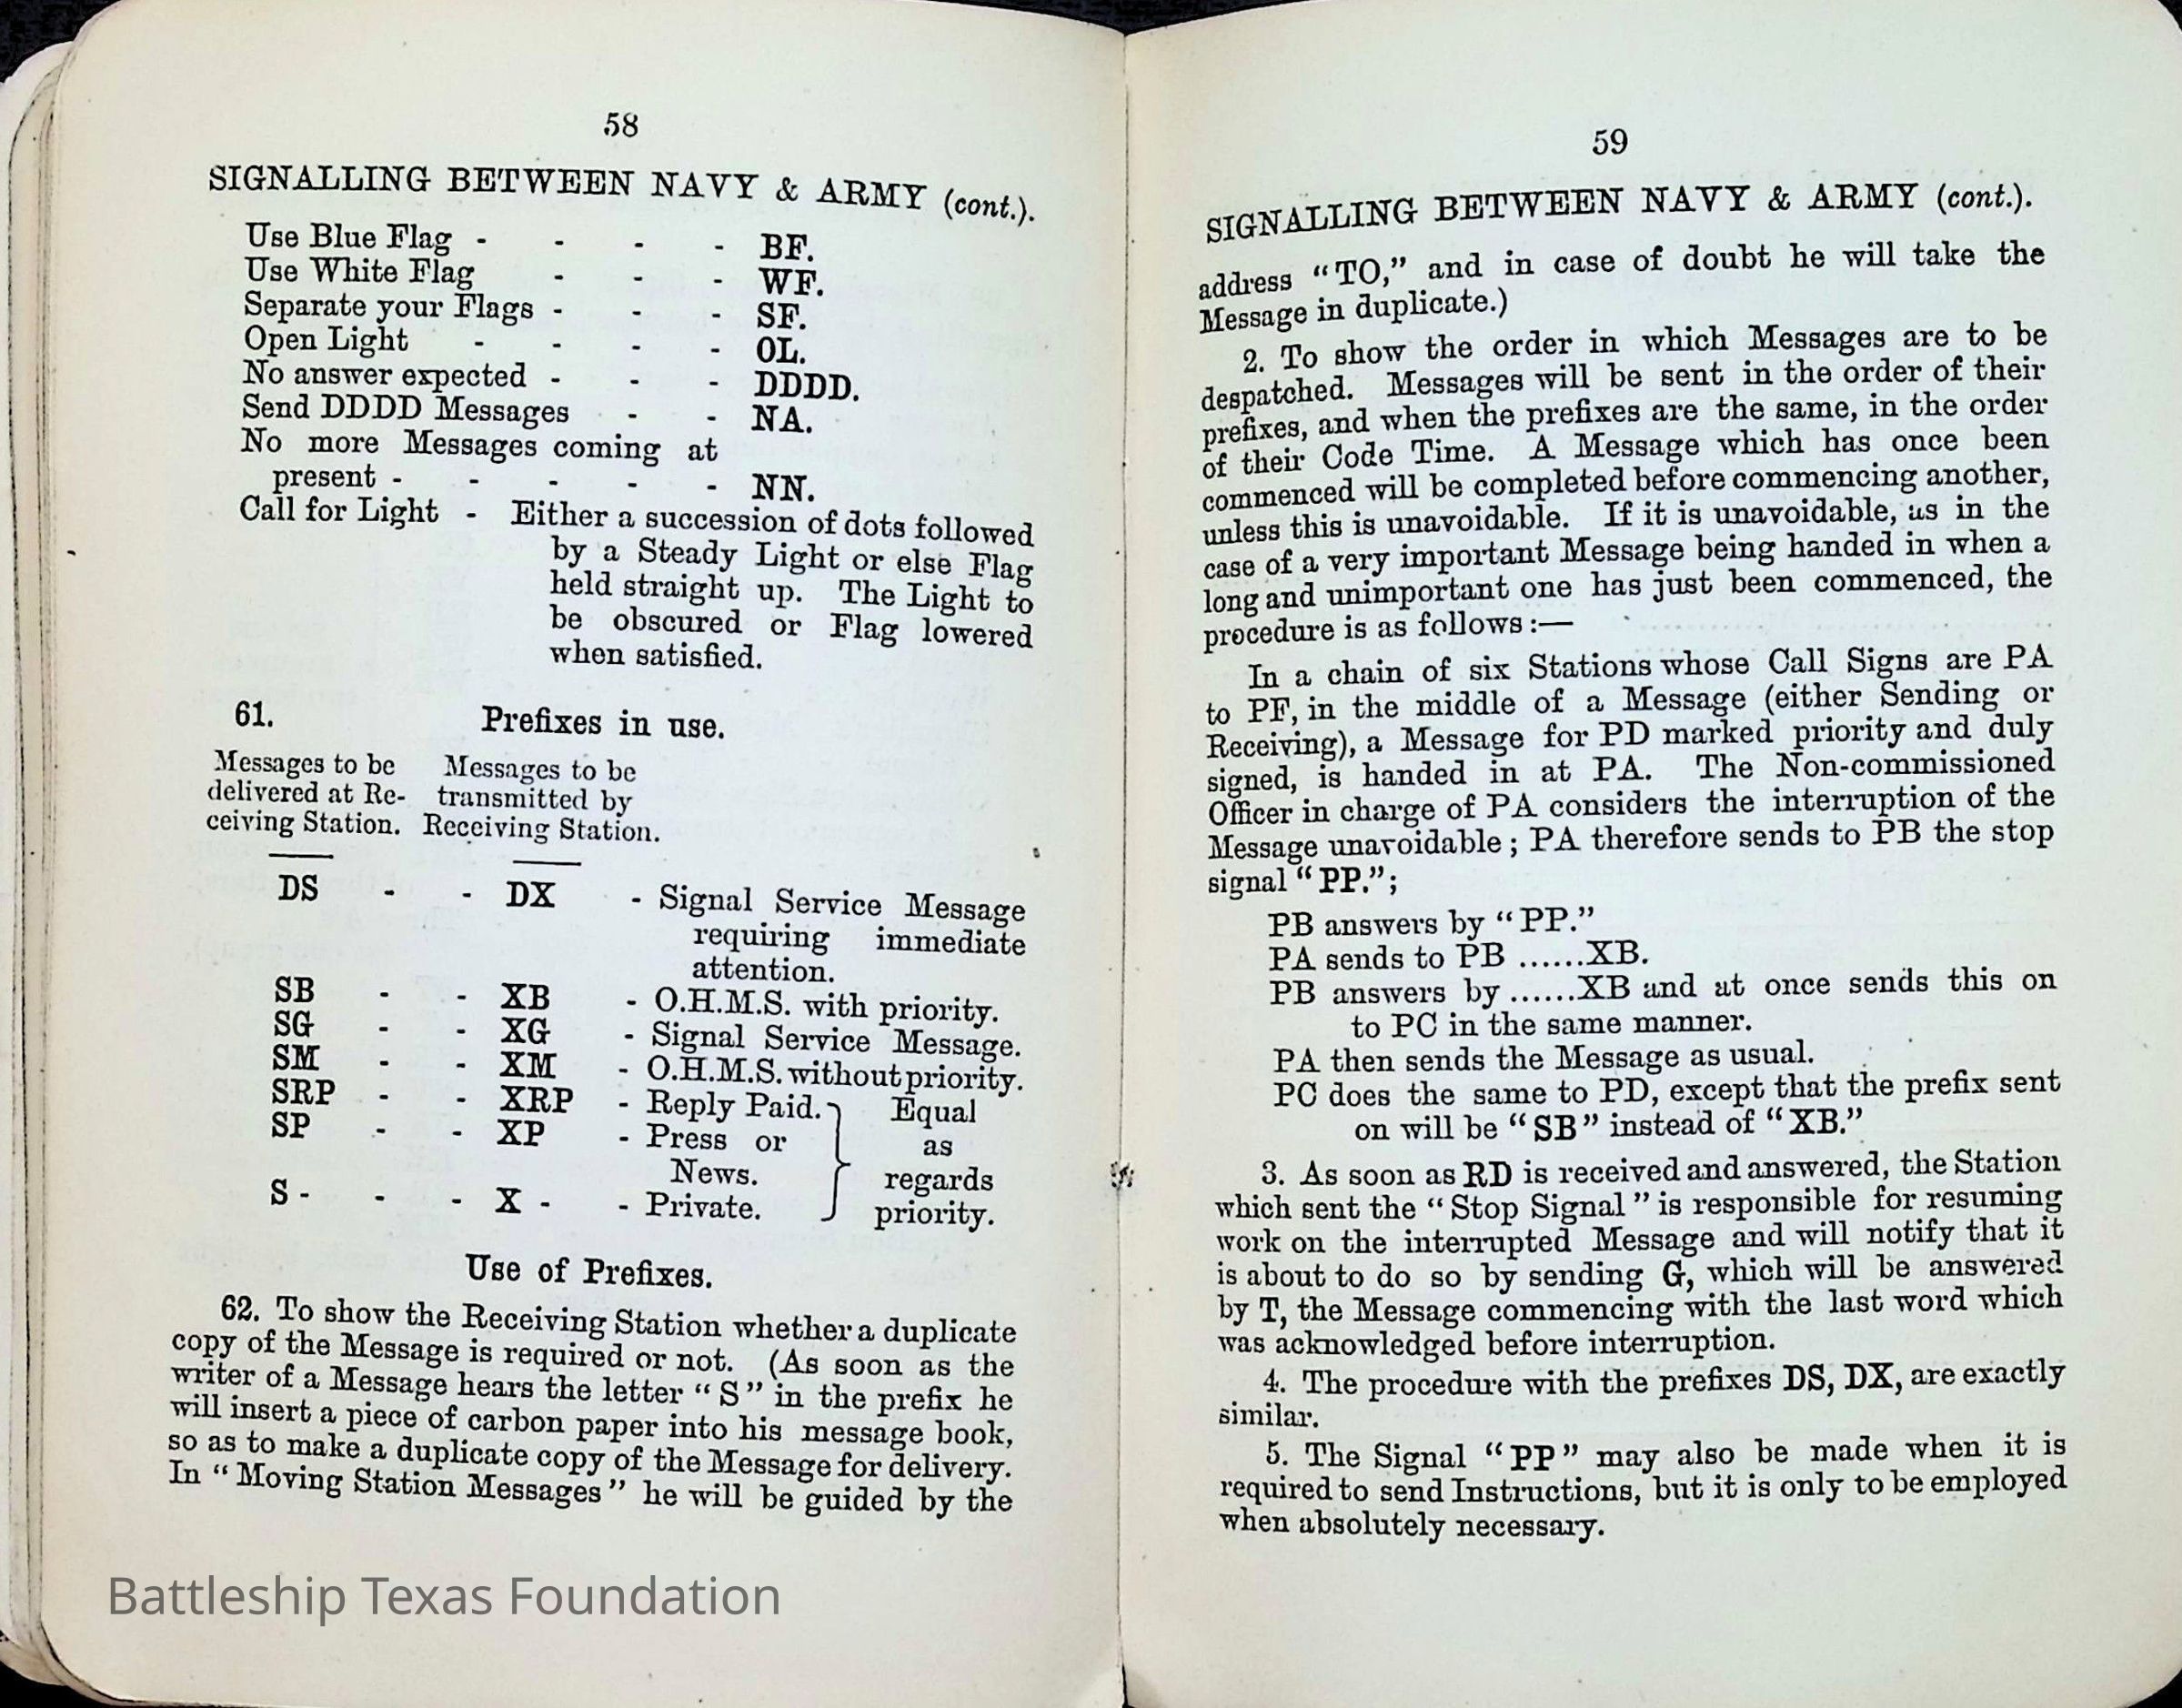 58
SIGNALLING BETWEEN NAVY & ARMY (cont.).
Use Blue Flag - - - - BF.
Use White Flag - - - WF.
Separate your Flags - - - SF.
Open Light - - - - OL.
No answer expected - - - DDDD.
Send DDDD Messages - - NA.
No more Messages coming at
present - - - - - NN.
Call for Light - Either a succession of dots followed
by a Steady Light or else Flag
held straight up. The Light to
be obscured or Flag lowered
when satisfied.
61. Prefixes in use.
Messages to be Messages to be
delivered at Re- transmitted by
ceiving Station. Receiving Station.
DS - - DX - Signal Service Message
requiring immediate
attention.
SB - - XB - O.H.M.S. with priority.
SG - - XG - Signal Service Message.
SM - - XM - O.H.M.S. without priority.
SRP - - XRP - Reply Paid. Equal
SP - - XP - Press or as
News. regards
S - - - X - - Private. priority.
Use of Prefixes.
62. To show the Receiving Station whether a duplicate
copy of the Message is required or not. (As soon as the
writer of a Message hears the letter “S” in the prefix he
will insert a piece of carbon paper into his message book,
so as to make a duplicate copy of the Message for delivery.
In “Moving Station Messages” he will be guided by the
Battleship Texas Foundation
59
SIGNALLING BETWEEN NAVY & ARMY (cont.).
address “TO,” and in case of doubt he will take the
Message in duplicate.)
2. To show the order in which Messages are to be
despatched. Messages will be sent in the order of their
prefixes, and when the prefixes are the same, in the order
of their Code Time. A Message which has once been
commenced will be completed before commencing another,
unless this is unavoidable. If it is unavoidable, as in the
case of a very important Message being handed in when a
long and unimportant one has just been commenced, the
procedure is as follows :—
In a chain of six Stations whose Call Signs are PA
to PF, in the middle of a Message (either Sending or
Receiving), a Message for PD marked priority and duly
signed, is handed in at PA. The Non-commissioned
Officer in charge of PA considers the interruption of the
Message unavoidable ; PA therefore sends to PB the stop
signal “PP.”;
PB answers by “PP.”
PA sends to PB ......XB.
PB answers by ......XB and at once sends this on
to PC in the same manner.
PA then sends the Message as usual.
PC does the same to PD, except that the prefix sent
on will be “SB” instead of “XB.”
3. As soon as RD is received and answered, the Station
which sent the “Stop Signal” is responsible for resuming
work on the interrupted Message and will notify that it
is about to do so by sending G, which will be answered
by T, the Message commencing with the last word which
was acknowledged before interruption.
4. The procedure with the prefixes DS, DX, are exactly
similar.
5. The Signal “PP” may also be made when it is
required to send Instructions, but it is only to be employed
when absolutely necessary.